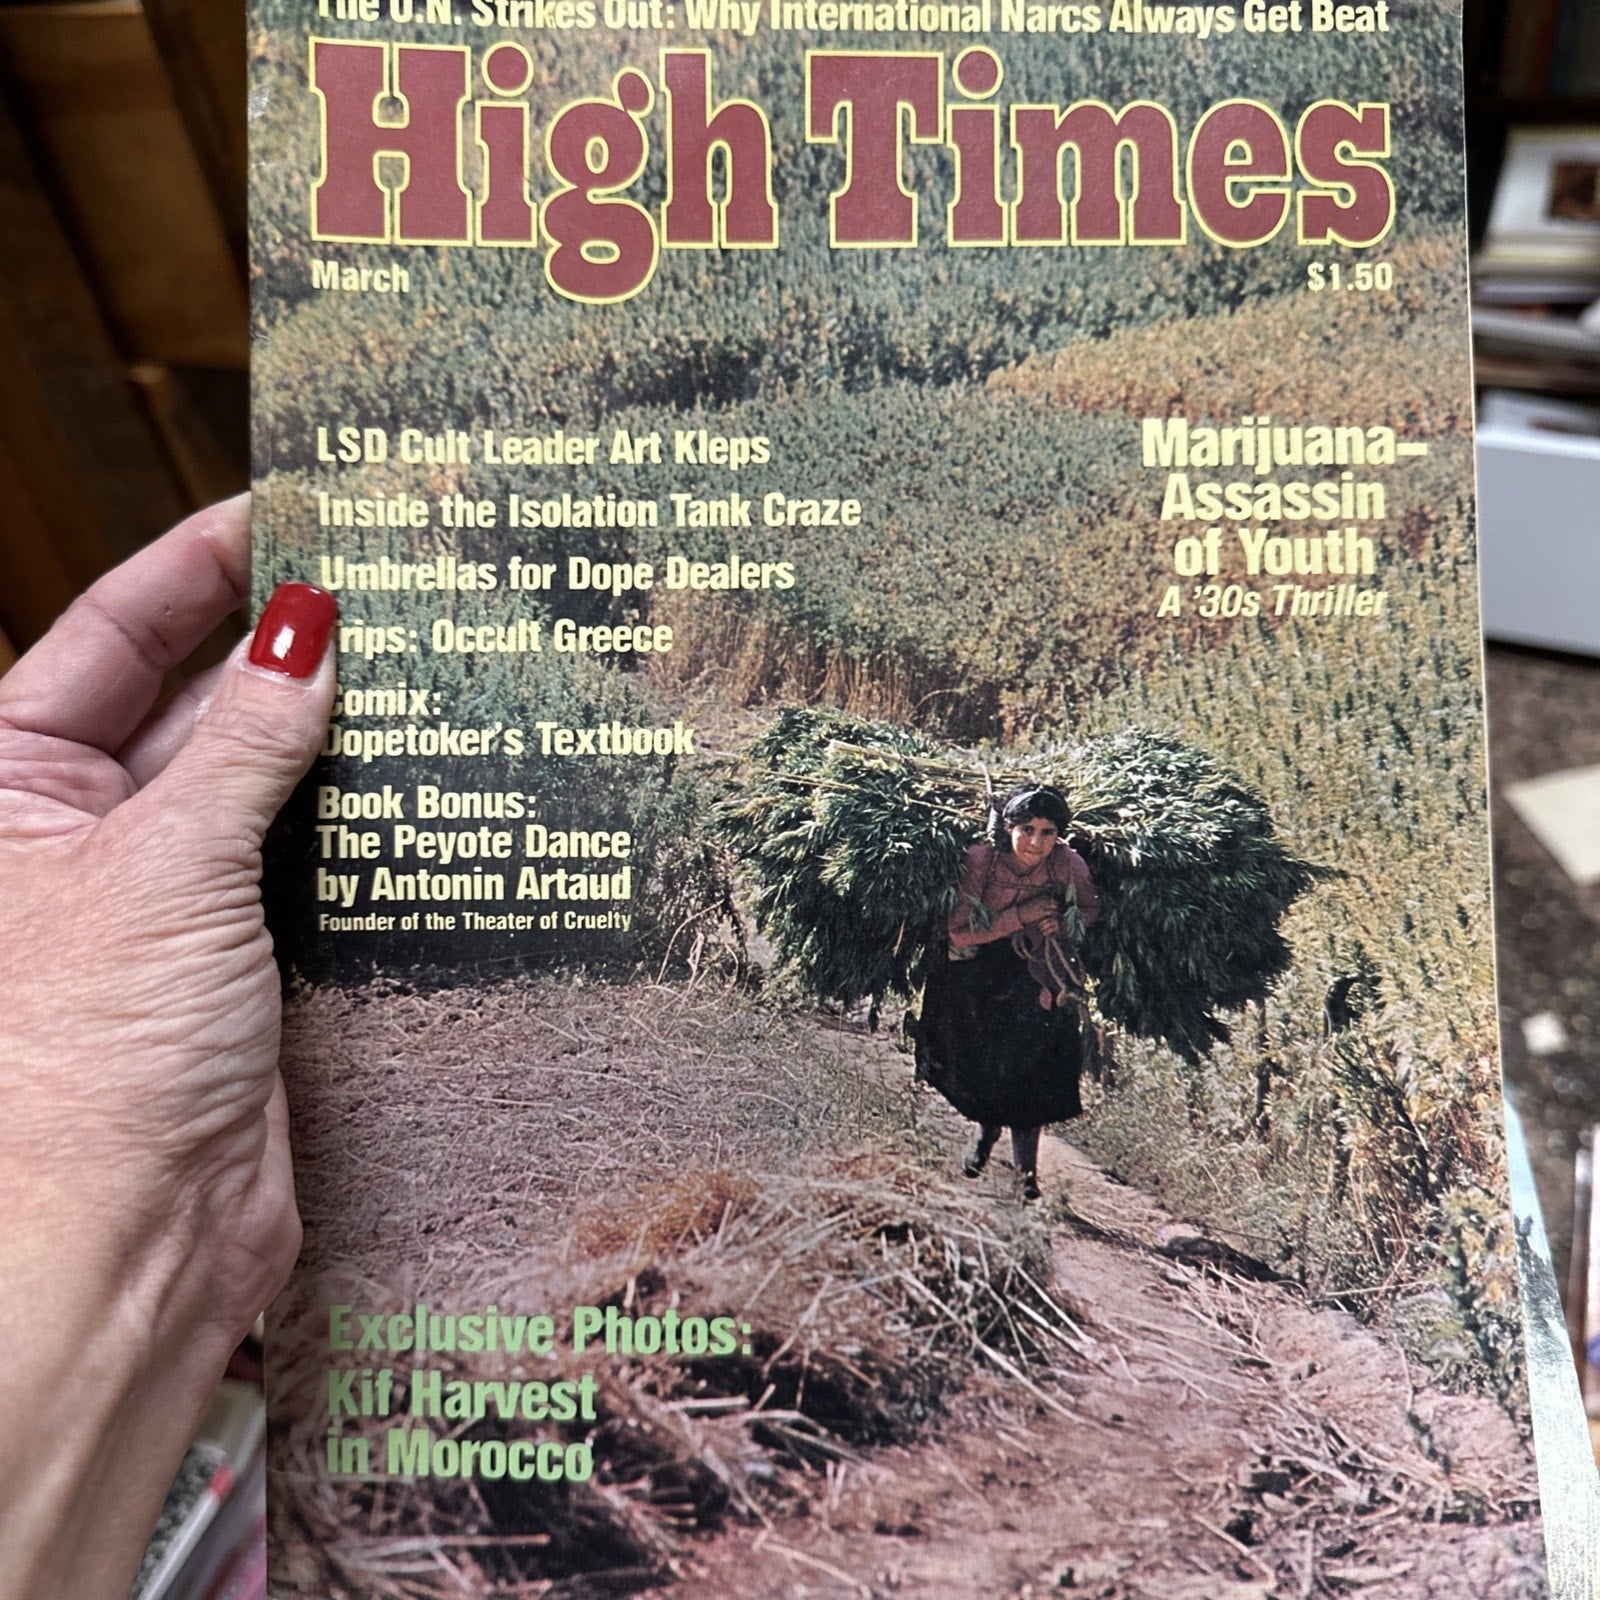 The U.N. Strikes Out: Why International Narcs Always Get Beat
High Times
March
$1.50
LSD Cult Leader Art Kleps
Inside the Isolation Tank Craze
Umbrellas for Dope Dealers
Trips: Occult Greece
Comix:
Dopetoker's Textbook
Book Bonus:
The Peyote Dance
by Antonin Artaud
Founder of the Theater of Cruelty
Marijuana–
Assassin
of Youth
A '30s Thriller
Exclusive Photos:
Kif Harvest
in Morocco